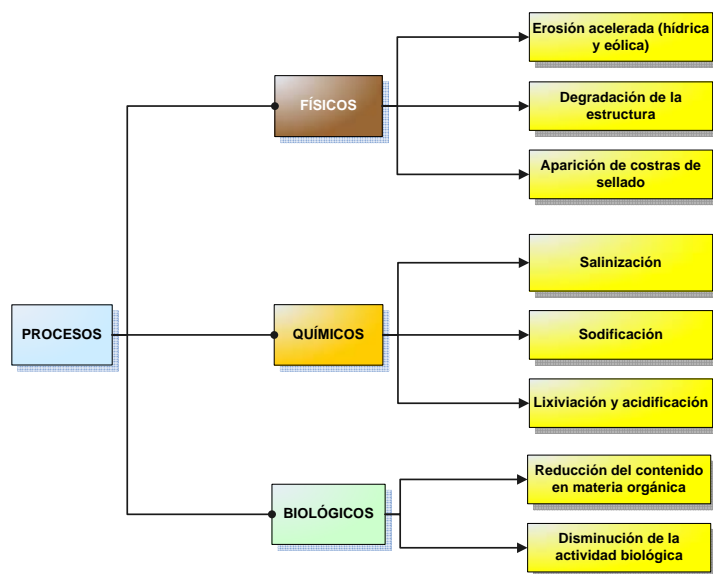 PROCESOS
FÍSICOS
Erosión acelerada (hídrica
y eólica)
Degradación de la
estructura
Aparición de costras de
sellado
QUÍMICOS
Salinización
Sodificación
Lixiviación y acidificación
BIOLÓGICOS
Reducción del contenido
en materia orgánica
Disminución de la
actividad biológica